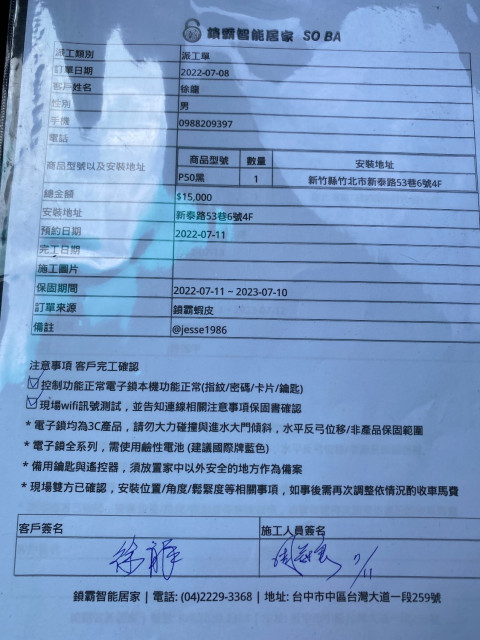 鎖霸智能居家 SO BA
派工類別 派工單
訂單日期 2022-07-08
客戶姓名 徐龍
性別 男
手機 0988209397
電話
商品型號以及安裝地址 商品型號 數量 安裝地址
P50黑 1 新竹縣竹北市新泰路53巷6號4F
總金額 $15,000
安裝地址 新泰路53巷6號4F
預約日期 2022-07-11
完工日期
施工圖片
保固期間 2022-07-11 ~ 2023-07-10
訂單來源 鎖霸蝦皮
備註 @jesse1986
注意事項 客戶完工確認
控制功能正常電子鎖本機功能正常(指紋/密碼/卡片/鑰匙)
現場wifi訊號測試，並告知連線相關注意事項保固書確認
* 電子鎖均為3C產品，請勿大力碰撞與進水大門傾斜，水平反弓位移/非產品保固範圍
* 電子鎖全系列，需使用鹼性電池 (建議國際牌藍色)
* 備用鑰匙與遙控器，須放置家中以外安全的地方作為備案
* 現場雙方已確認，安裝位置/角度/鬆緊度等相關事項，如事後需再次調整依情況酌收車馬費
客戶簽名 施工人員簽名
徐龍
7/11
鎖霸智能居家 | 電話: (04)2229-3368 | 地址: 台中市中區台灣大道一段259號